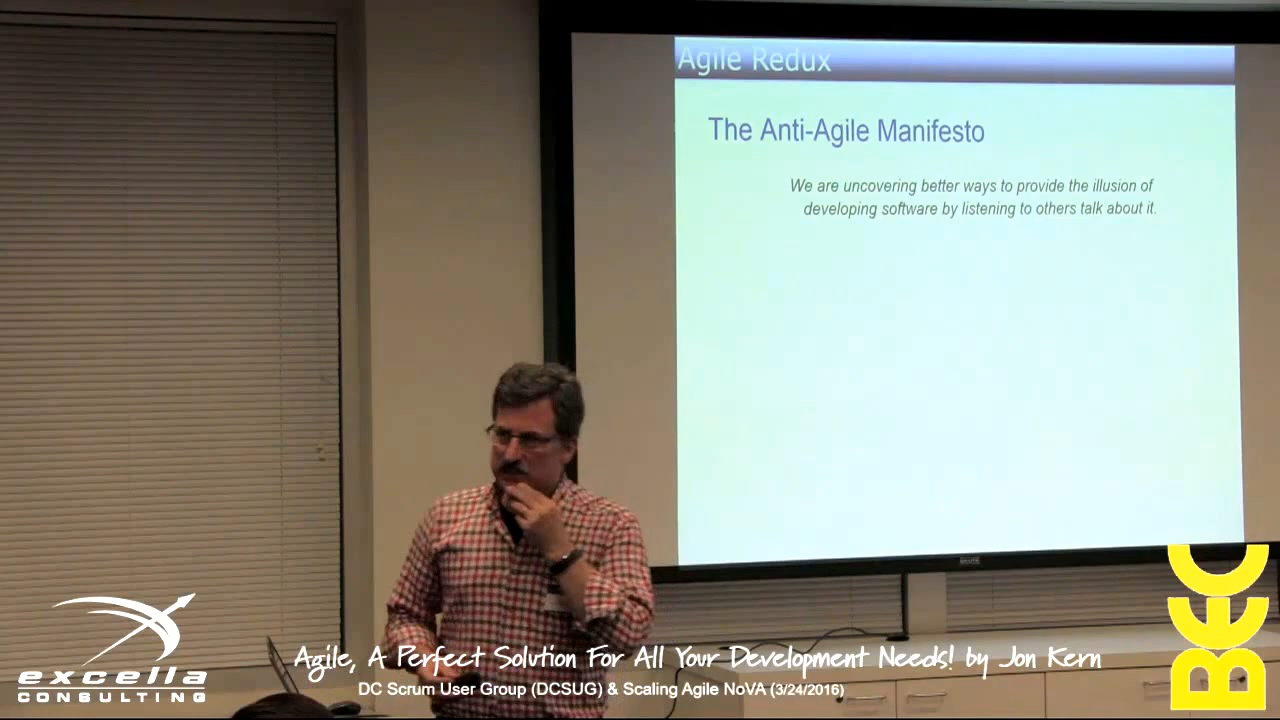 Agile Redux
The Anti-Agile Manifesto
We are uncovering better ways to provide the illusion of
developing software by listening to others talk about it.
excella
CONSULTING
Agile, A Perfect Solution For All Your Development Needs! by Jon Kern
DC Scrum User Group (DCSUG) & Scaling Agile NoVA (3/24/2016)
BEC